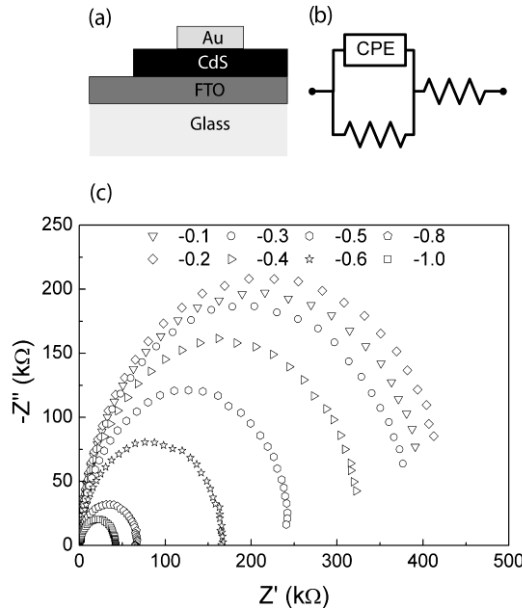 (a)
Au
CdS
FTO
Glass
(b)
CPE
(c)
-0.1 -0.3 -0.5 -0.8
-0.2 -0.4 -0.6 -1.0
250
200
150
100
50
0
-Z'' (kΩ)
0 100 200 300 400 500
Z' (kΩ)